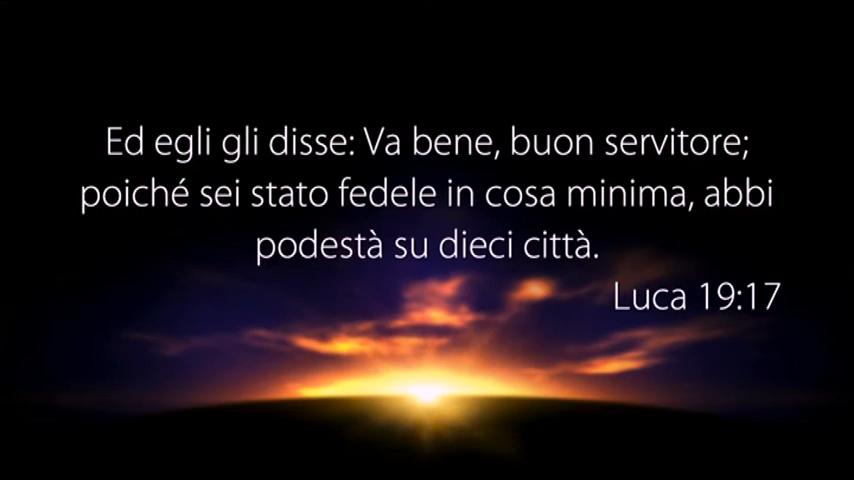 Ed egli gli disse: Va bene, buon servitore;
poiché sei stato fedele in cosa minima, abbi
podestà su dieci città.
Luca 19:17